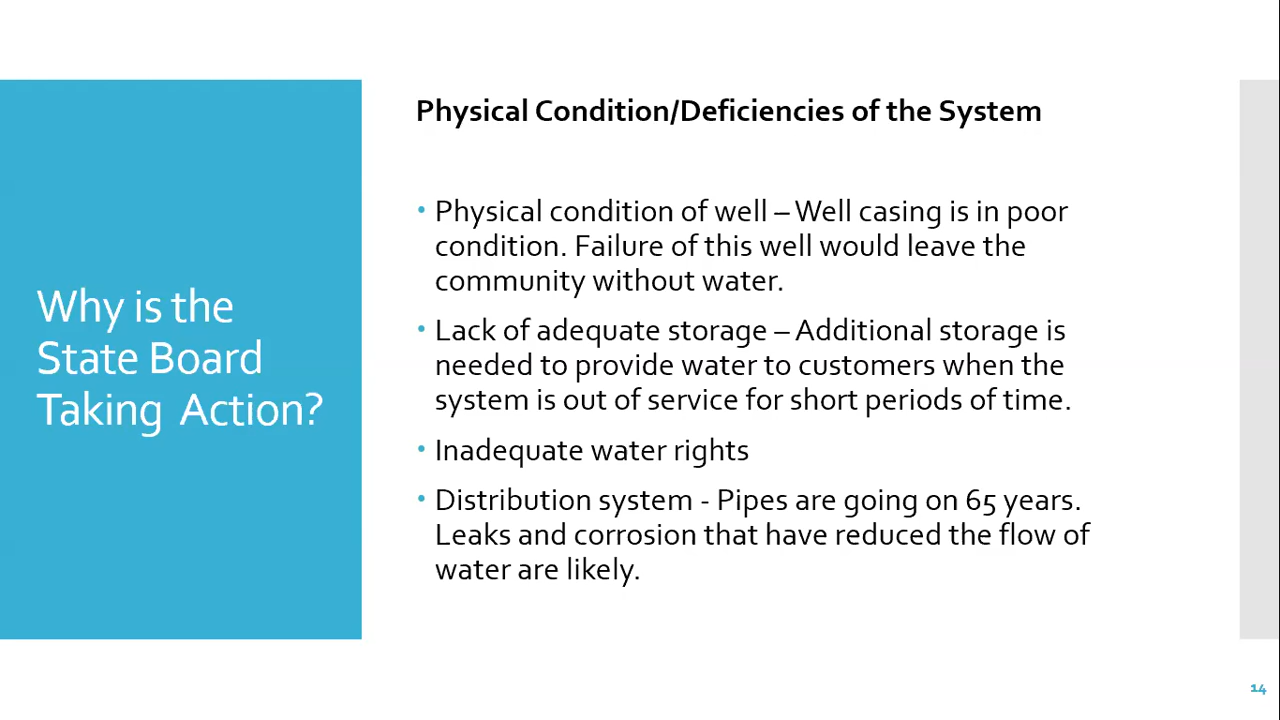 Why is the
State Board
Taking Action?
Physical Condition/Deficiencies of the System
• Physical condition of well – Well casing is in poor
condition. Failure of this well would leave the
community without water.
• Lack of adequate storage – Additional storage is
needed to provide water to customers when the
system is out of service for short periods of time.
• Inadequate water rights
• Distribution system - Pipes are going on 65 years.
Leaks and corrosion that have reduced the flow of
water are likely.
14